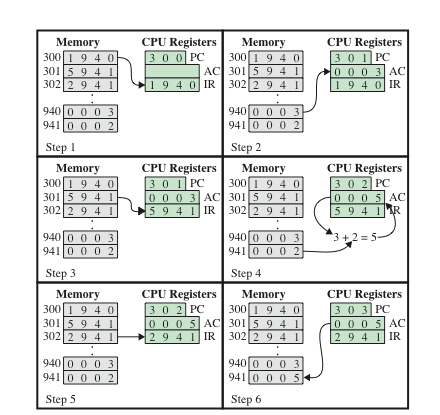 Memory CPU Registers
300 1 9 4 0 3 0 0 PC
301 5 9 4 1 AC
302 2 9 4 1 1 9 4 0 IR
940 0 0 0 3
941 0 0 0 2
Step 1
Memory CPU Registers
300 1 9 4 0 3 0 1 PC
301 5 9 4 1 0 0 0 3 AC
302 2 9 4 1 1 9 4 0 IR
940 0 0 0 3
941 0 0 0 2
Step 2
Memory CPU Registers
300 1 9 4 0 3 0 1 PC
301 5 9 4 1 0 0 0 3 AC
302 2 9 4 1 5 9 4 1 IR
940 0 0 0 3
941 0 0 0 2
Step 3
Memory CPU Registers
300 1 9 4 0 3 0 2 PC
301 5 9 4 1 0 0 0 5 AC
302 2 9 4 1 5 9 4 1 IR
940 0 0 0 3 3 + 2 = 5
941 0 0 0 2
Step 4
Memory CPU Registers
300 1 9 4 0 3 0 2 PC
301 5 9 4 1 0 0 0 5 AC
302 2 9 4 1 2 9 4 1 IR
940 0 0 0 3
941 0 0 0 2
Step 5
Memory CPU Registers
300 1 9 4 0 3 0 3 PC
301 5 9 4 1 0 0 0 5 AC
302 2 9 4 1 2 9 4 1 IR
940 0 0 0 3
941 0 0 0 5
Step 6